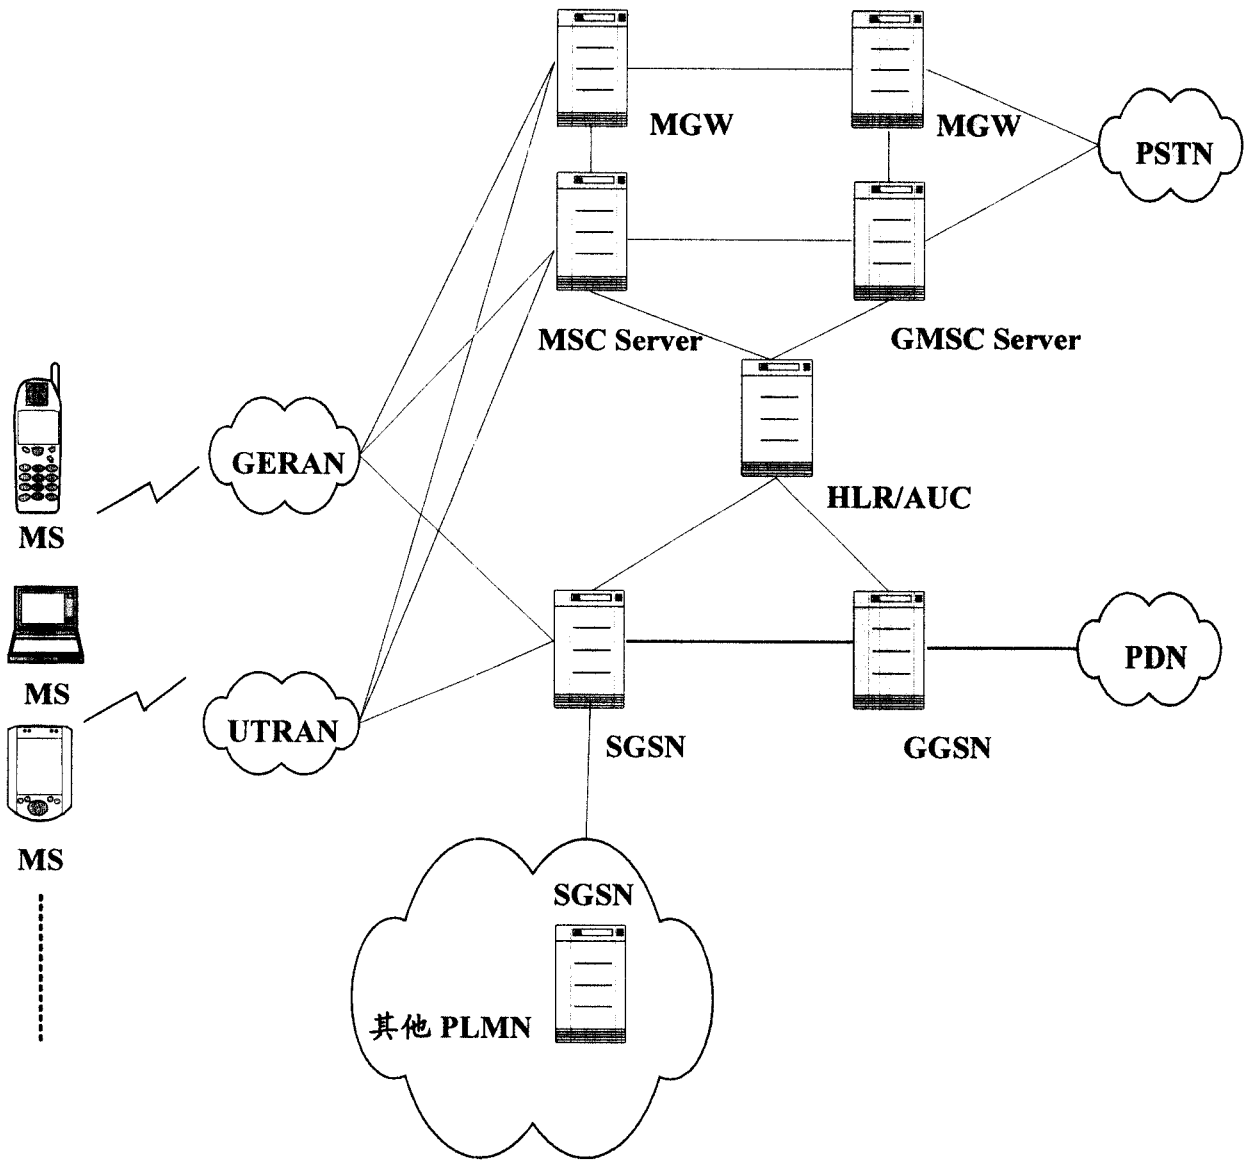 MGW
MGW
PSTN
MSC Server
GMSC Server
GERAN
HLR/AUC
MS
MS
UTRAN
PDN
SGSN
GGSN
MS
SGSN
其他 PLMN